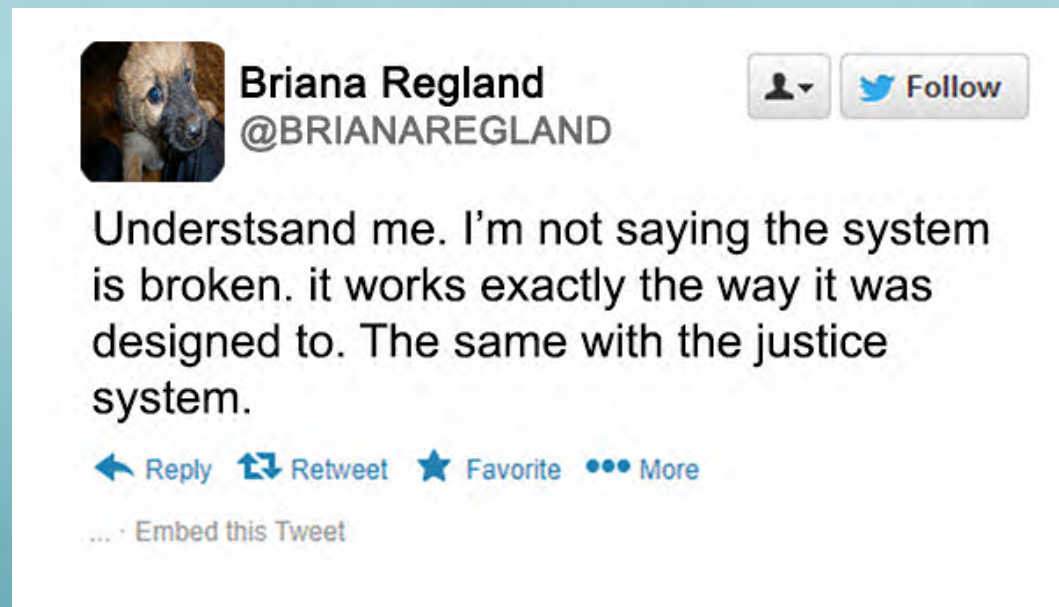 Briana Regland
@BRIANAREGLAND
Follow
Understsand me. I’m not saying the system
is broken. it works exactly the way it was
designed to. The same with the justice
system.
Reply Retweet Favorite More
... · Embed this Tweet